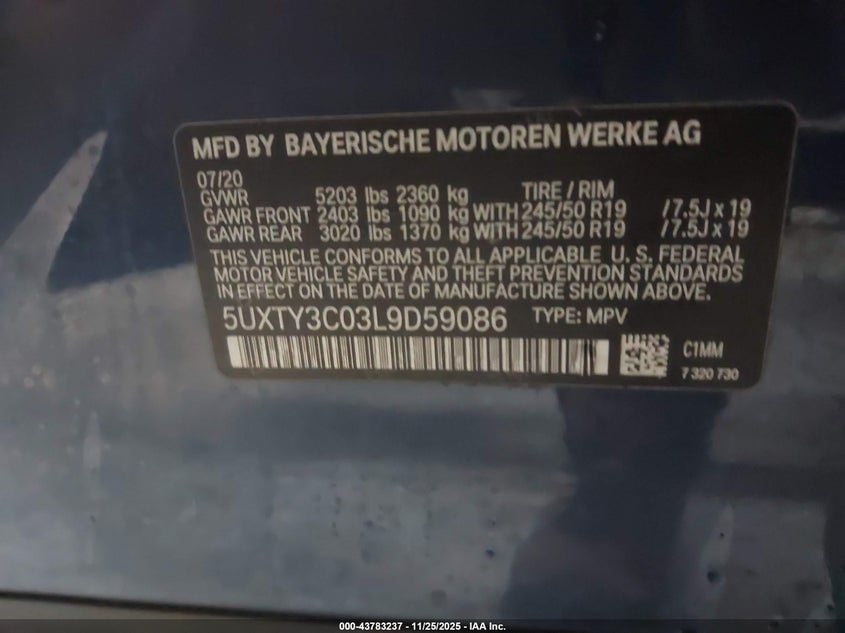 MFD BY BAYERISCHE MOTOREN WERKE AG
07/20
GVWR 5203 lbs 2360 kg TIRE / RIM
GAWR FRONT 2403 lbs 1090 kg WITH 245/50 R19 /7.5J x 19
GAWR REAR 3020 lbs 1370 kg WITH 245/50 R19 /7.5J x 19
THIS VEHICLE CONFORMS TO ALL APPLICABLE U. S. FEDERAL
MOTOR VEHICLE SAFETY AND THEFT PREVENTION STANDARDS
IN EFFECT ON THE DATE OF MANUFACTURE SHOWN ABOVE.
5UXTY3C03L9D59086 TYPE: MPV
C1MM
7 320 730
000-43783237 - 11/25/2025 - IAA Inc.